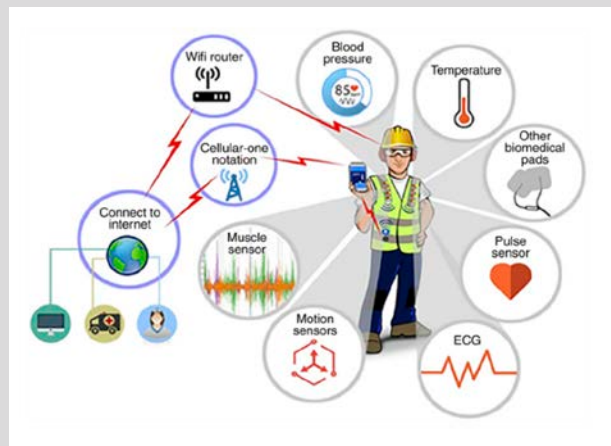 Wifi router
Blood
pressure
85
Temperature
Cellular-one
notation
Other
biomedical
pads
Connect to
internet
Muscle
sensor
Pulse
sensor
Motion
sensors
ECG